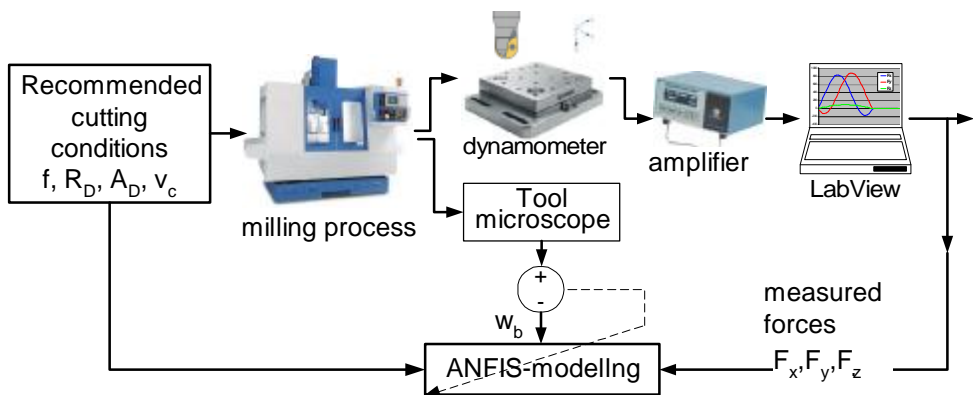 Recommended
cutting
conditions
f, R_D, A_D, v_c
milling process
dynamometer
amplifier
LabView
Tool
microscope
+
-
w_b
measured
forces
F_x,F_y,F_z
ANFIS-modellng